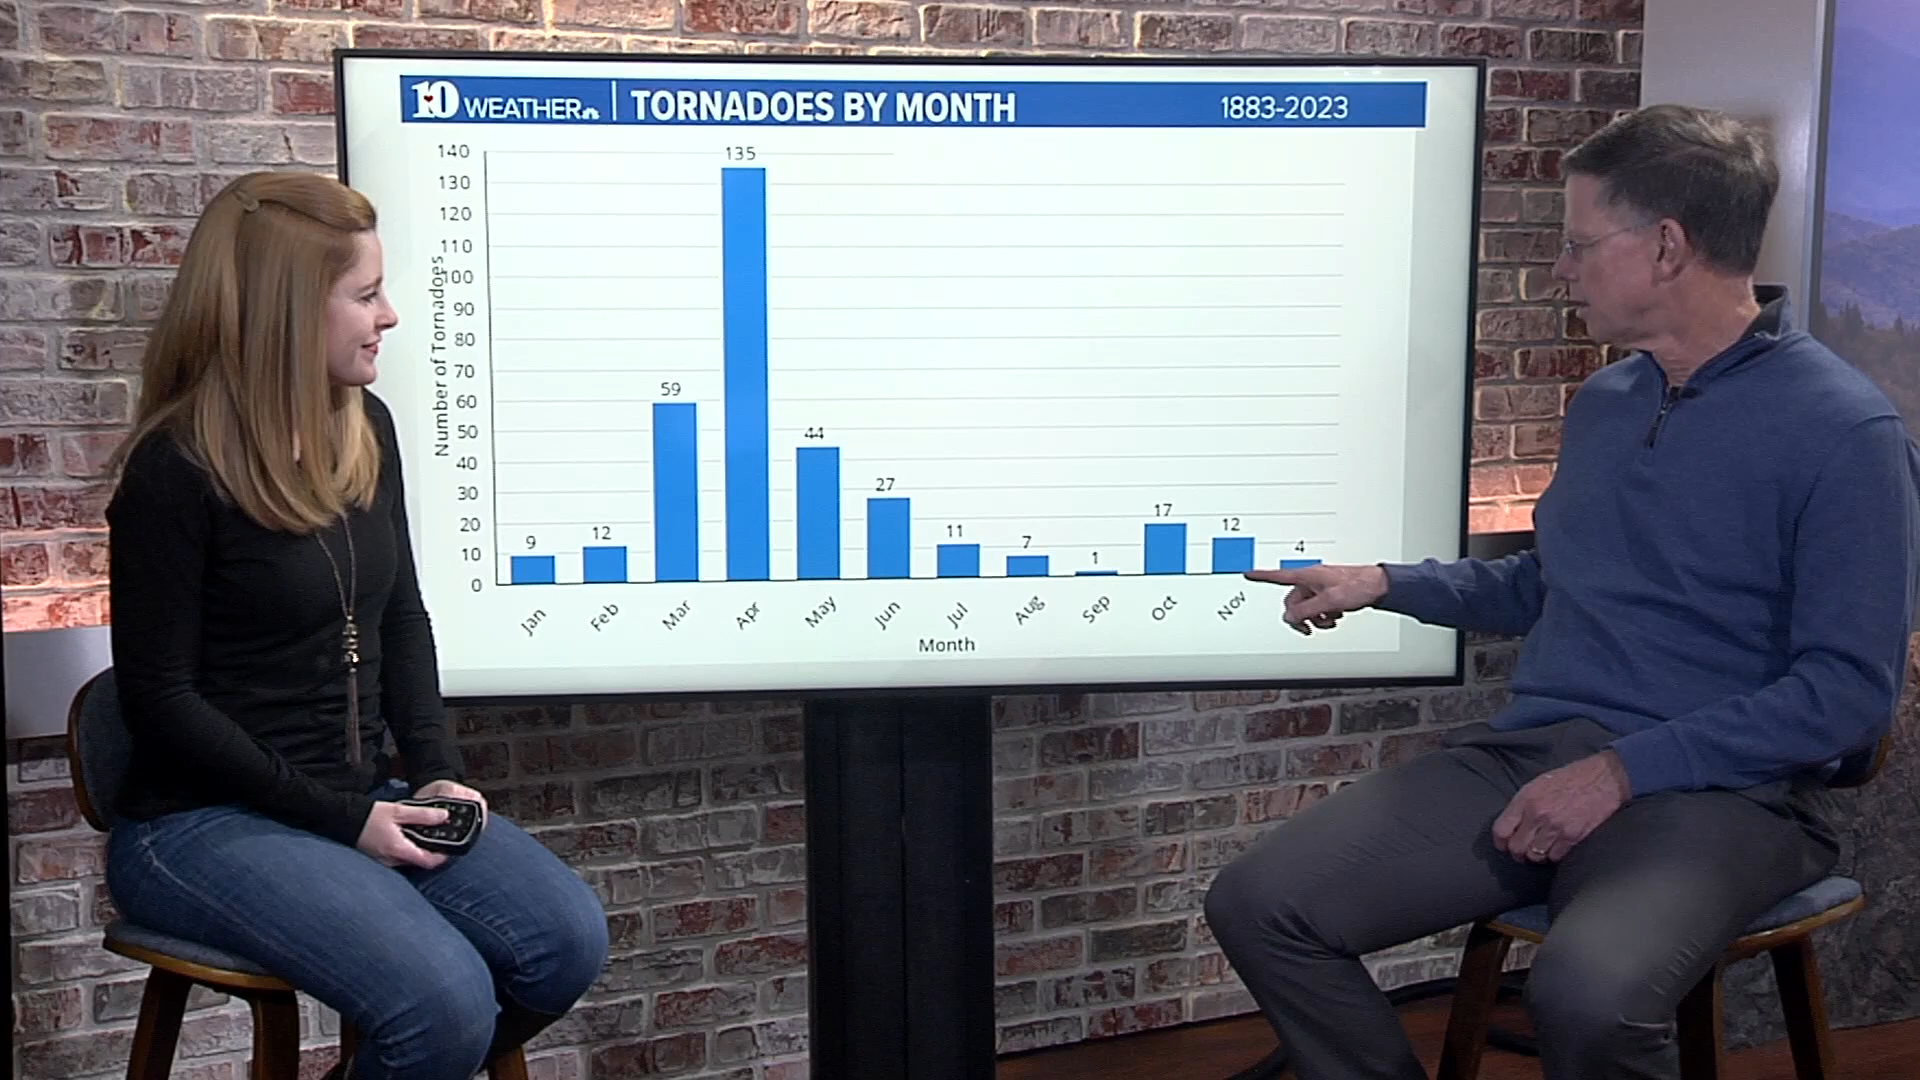 10 WEATHER | TORNADOES BY MONTH 1883-2023
140
130
120
110
100
90
80
70
60
50
40
30
20
10
0
Number of Tornadoes
9
12
59
135
44
27
11
7
1
17
12
4
Jan
Feb
Mar
Apr
May
Jun
Jul
Aug
Sep
Oct
Nov
Month